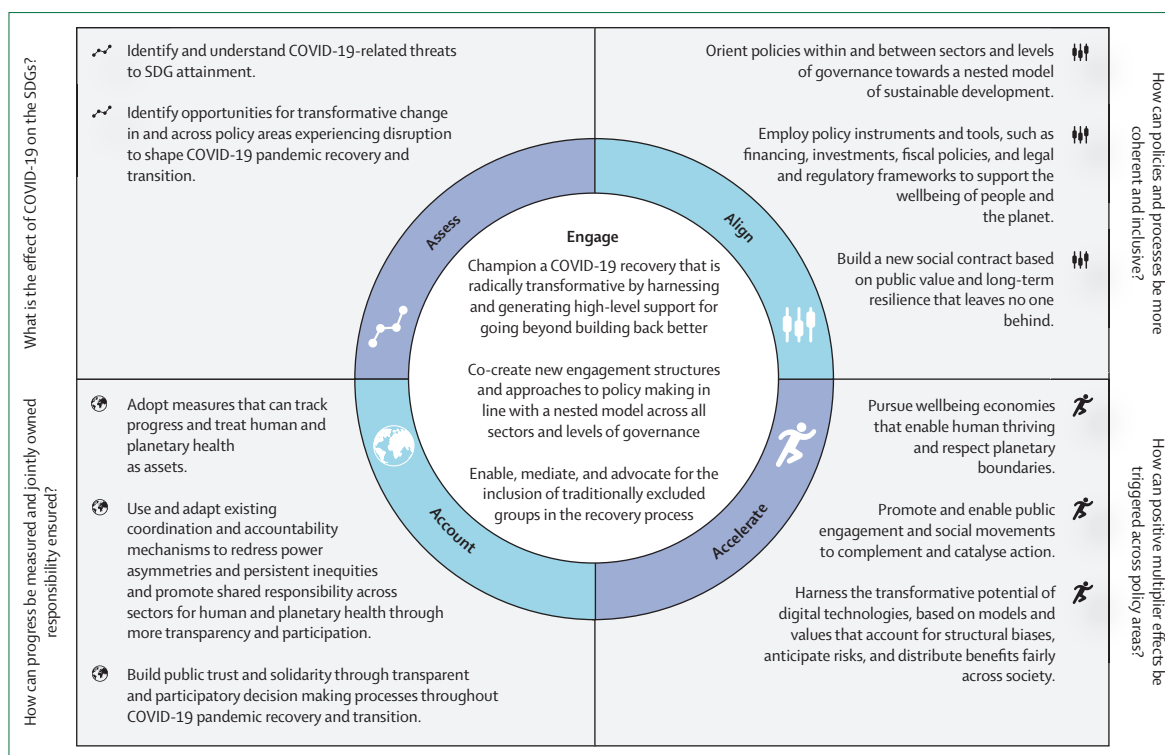 What is the effect of COVID-19 on the SDGs?
Identify and understand COVID-19-related threats
to SDG attainment.
Identify opportunities for transformative change
in and across policy areas experiencing disruption
to shape COVID-19 pandemic recovery and
transition.
Assess
Orient policies within and between sectors and levels
of governance towards a nested model
of sustainable development.
Employ policy instruments and tools, such as
financing, investments, fiscal policies, and legal
and regulatory frameworks to support the
wellbeing of people and
the planet.
Build a new social contract based
on public value and long-term
resilience that leaves no one
behind.
Align
How can policies and processes be more
coherent and inclusive?
Engage
Champion a COVID-19 recovery that is
radically transformative by harnessing
and generating high-level support for
going beyond building back better
Co-create new engagement structures
and approaches to policy making in
line with a nested model across all
sectors and levels of governance
Enable, mediate, and advocate for the
inclusion of traditionally excluded
groups in the recovery process
How can progress be measured and jointly owned
responsibility ensured?
Adopt measures that can track
progress and treat human and
planetary health
as assets.
Use and adapt existing
coordination and accountability
mechanisms to redress power
asymmetries and persistent inequities
and promote shared responsibility across
sectors for human and planetary health through
more transparency and participation.
Build public trust and solidarity through transparent
and participatory decision making processes throughout
COVID-19 pandemic recovery and transition.
Account
Pursue wellbeing economies
that enable human thriving
and respect planetary
boundaries.
Promote and enable public
engagement and social movements
to complement and catalyse action.
Harness the transformative potential of
digital technologies, based on models and
values that account for structural biases,
anticipate risks, and distribute benefits fairly
across society.
Accelerate
How can positive multiplier effects be
triggered across policy areas?